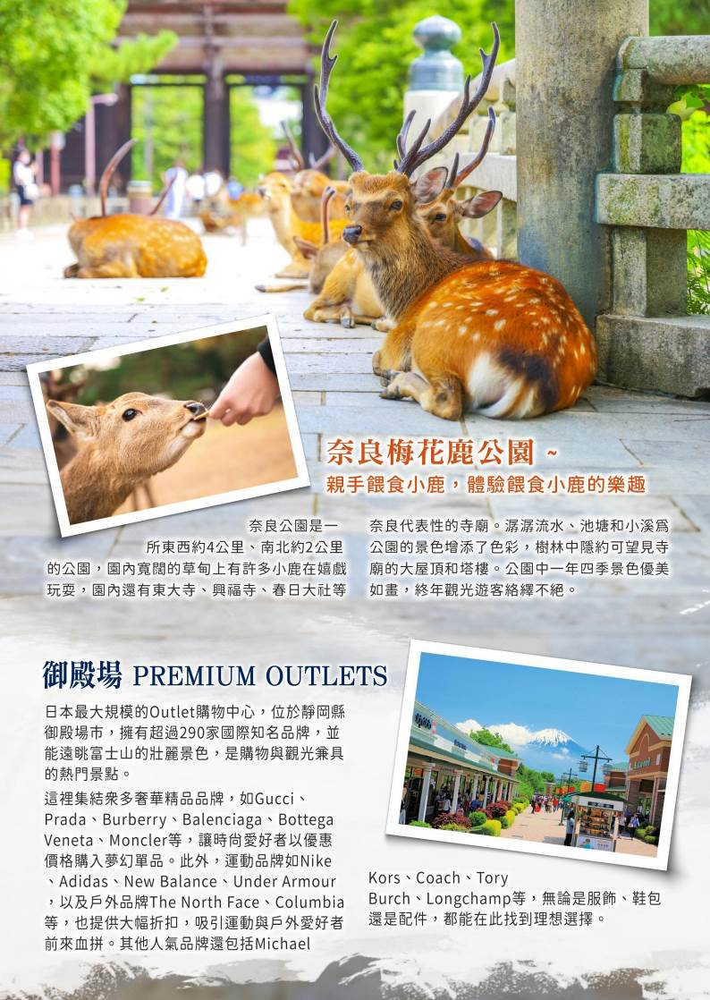 奈良梅花鹿公園 ~
親手餵食小鹿，體驗餵食小鹿的樂趣
奈良公園是一
所東西約4公里、南北約2公里
的公園，園內寬闊的草甸上有許多小鹿在嬉戲
玩耍，園內還有東大寺、興福寺、春日大社等
奈良代表性的寺廟。潺潺流水、池塘和小溪爲
公園的景色增添了色彩，樹林中隱約可望見寺
廟的大屋頂和塔樓。公園中一年四季景色優美
如畫，終年觀光遊客絡繹不絕。
御殿場 PREMIUM OUTLETS
日本最大規模的Outlet購物中心，位於靜岡縣
御殿場市，擁有超過290家國際知名品牌，並
能遠眺富士山的壯麗景色，是購物與觀光兼具
的熱門景點。
這裡集結衆多奢華精品品牌，如Gucci、
Prada、Burberry、Balenciaga、Bottega
Veneta、Moncler等，讓時尙愛好者以優惠
價格購入夢幻單品。此外，運動品牌如Nike
、Adidas、New Balance、Under Armour
，以及戶外品牌The North Face、Columbia
等，也提供大幅折扣，吸引運動與戶外愛好者
前來血拼。其他人氣品牌還包括Michael
Kors、Coach、Tory
Burch、Longchamp等，無論是服飾、鞋包
還是配件，都能在此找到理想選擇。